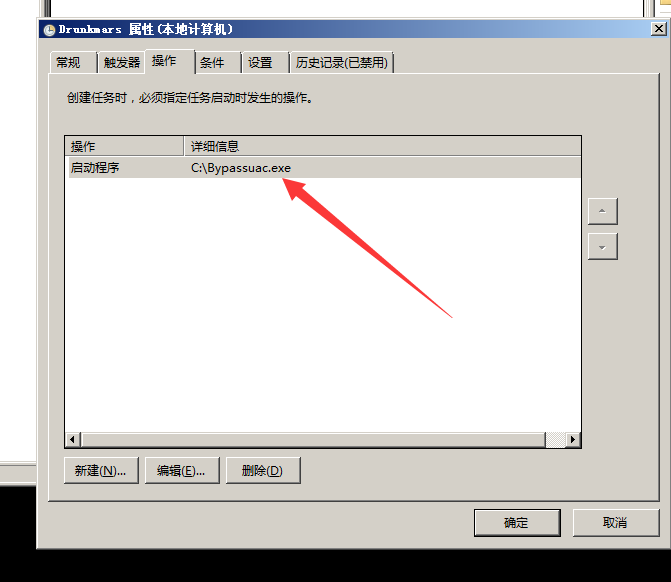 Drunkmars 属性(本地计算机)
常规 触发器 操作 条件 设置 历史记录(已禁用)
创建任务时，必须指定任务启动时发生的操作。
操作 详细信息
启动程序 C:\Bypassuac.exe
新建(N)... 编辑(E)... 删除(D)
确定 取消